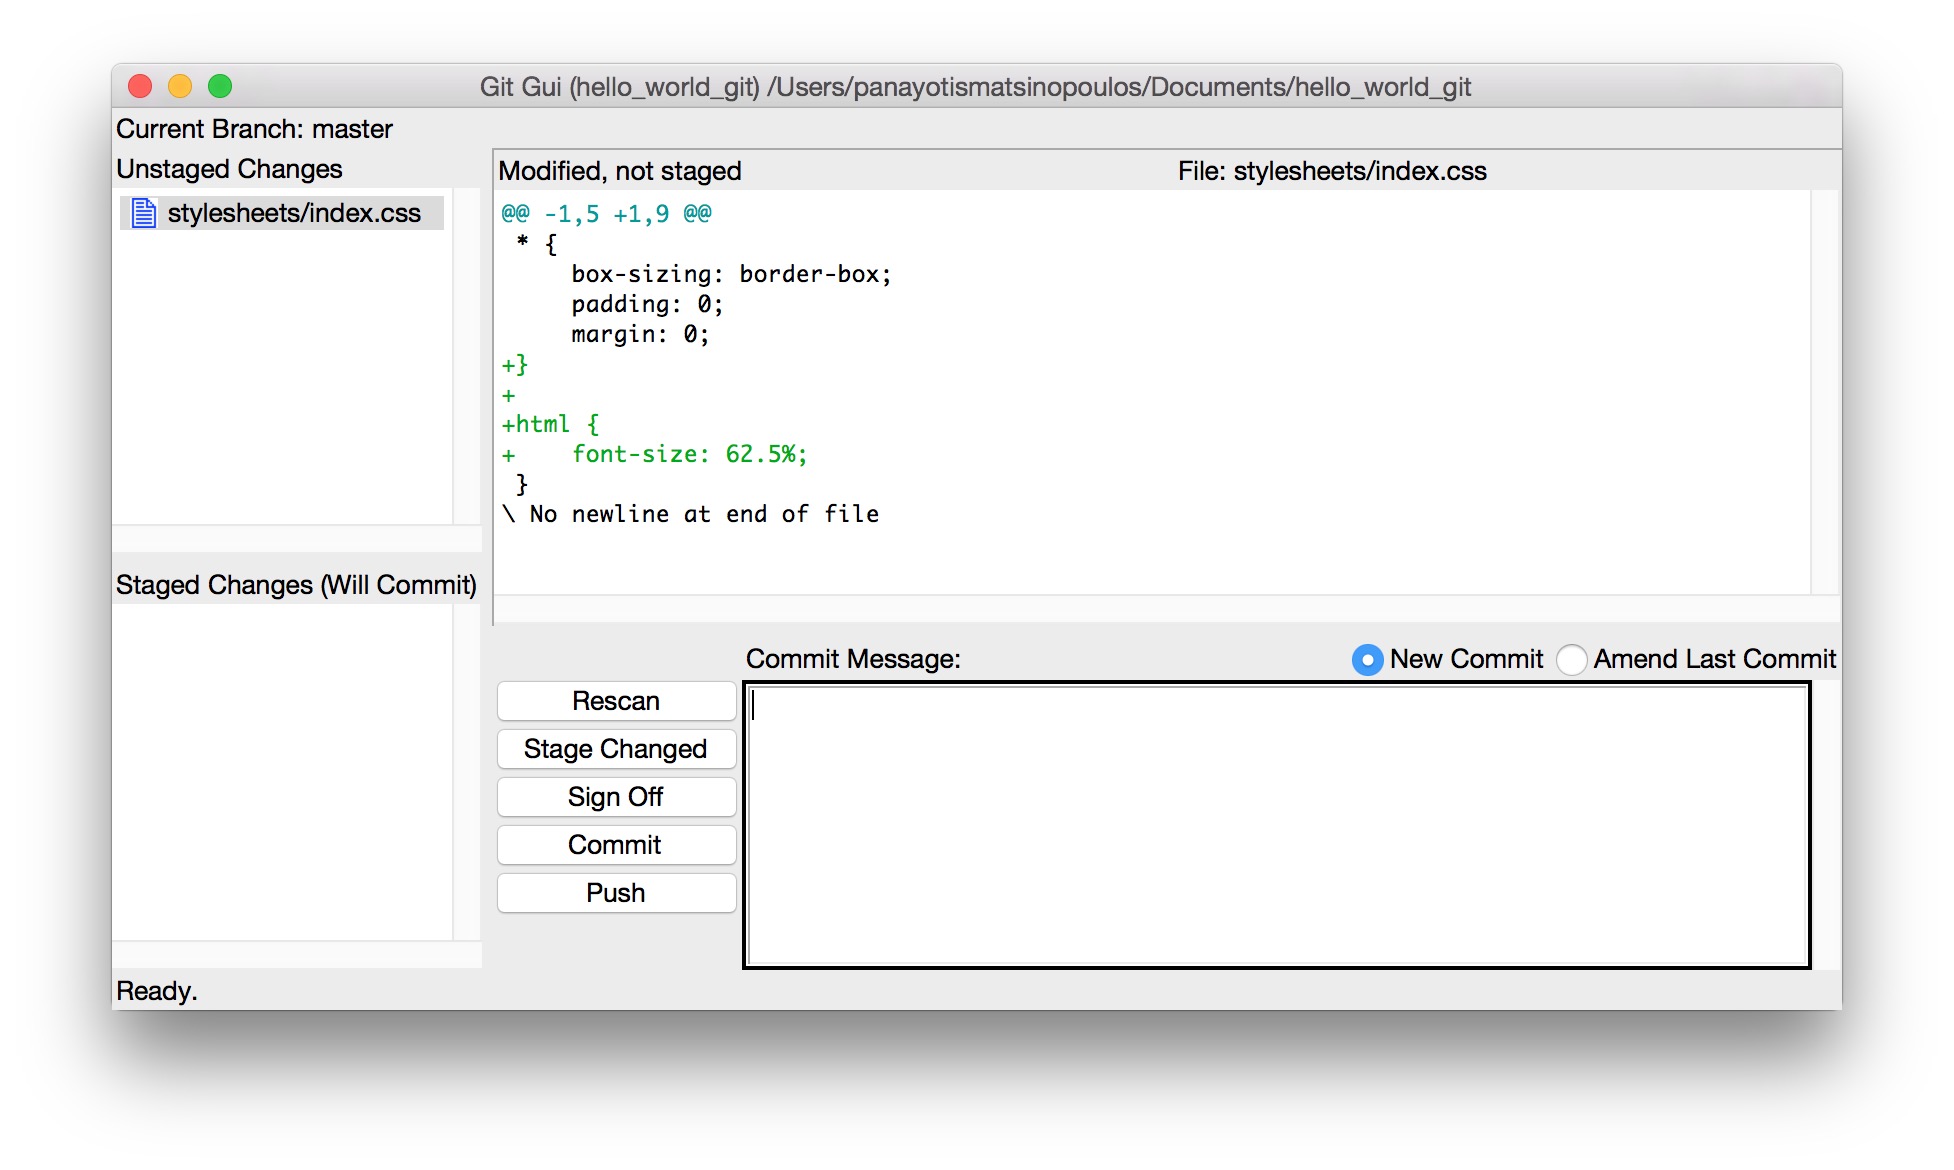 Git Gui (hello_world_git) /Users/panayotismatsinopoulos/Documents/hello_world_git
Current Branch: master
Unstaged Changes
stylesheets/index.css
Modified, not staged File: stylesheets/index.css
@@ -1,5 +1,9 @@
 * {
     box-sizing: border-box;
     padding: 0;
     margin: 0;
+}
+
+html {
+    font-size: 62.5%;
 }
\ No newline at end of file
Staged Changes (Will Commit)
Commit Message: New Commit Amend Last Commit
Rescan
Stage Changed
Sign Off
Commit
Push
Ready.